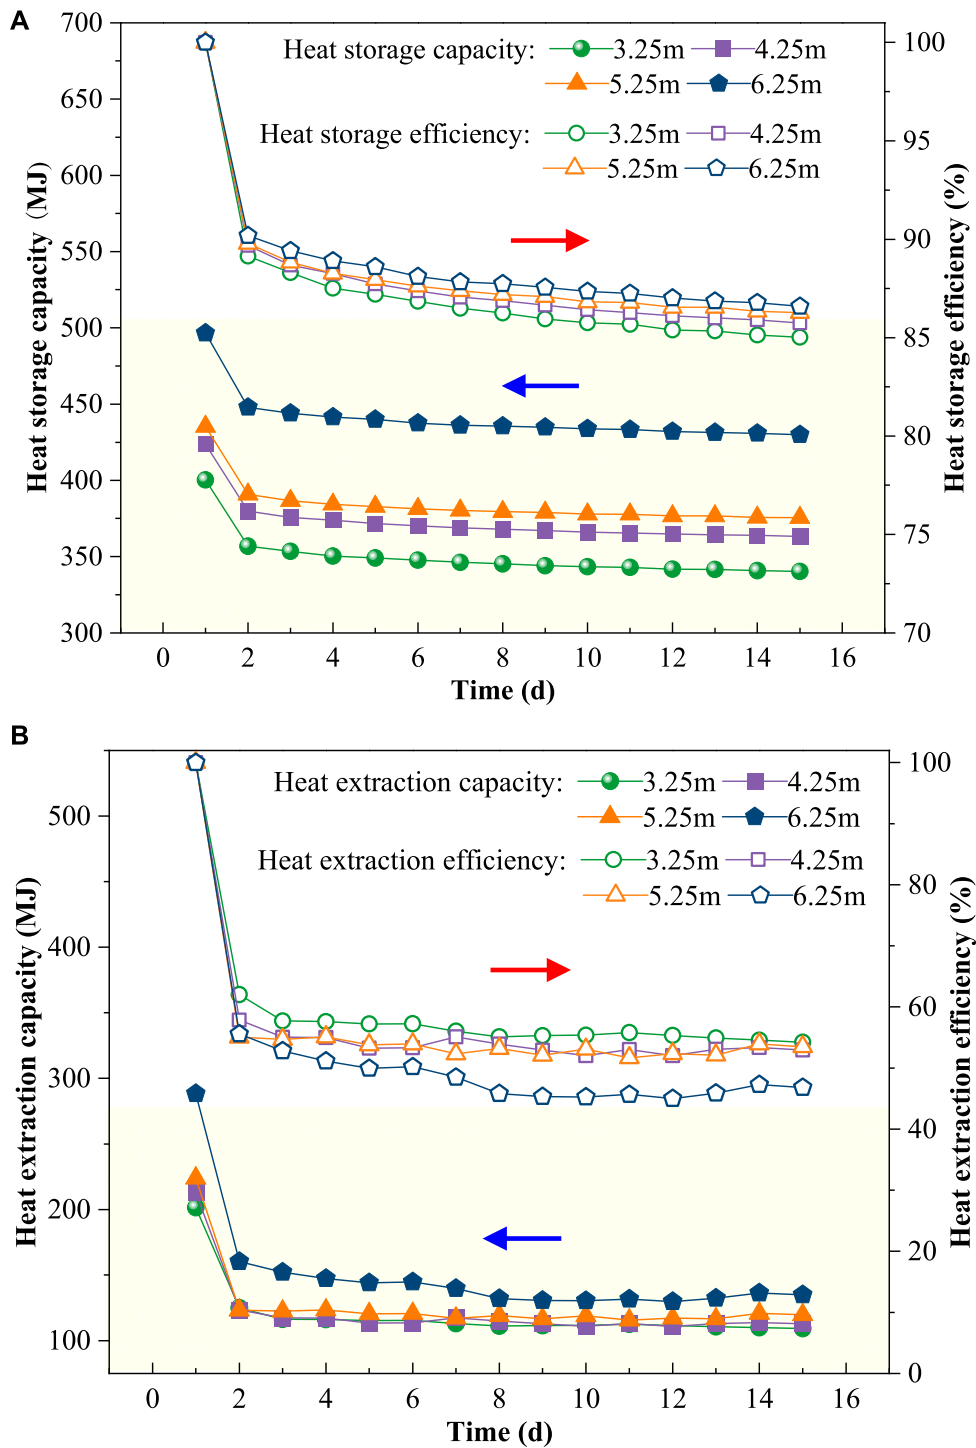 A
Heat storage capacity: 3.25m 4.25m
5.25m 6.25m
Heat storage efficiency: 3.25m 4.25m
5.25m 6.25m
Heat storage capacity (MJ)
700
650
600
550
500
450
400
350
300
Heat storage efficiency (%)
100
95
90
85
80
75
70
0 2 4 6 8 10 12 14 16
Time (d)
B
Heat extraction capacity: 3.25m 4.25m
5.25m 6.25m
Heat extraction efficiency: 3.25m 4.25m
5.25m 6.25m
Heat extraction capacity (MJ)
500
400
300
200
100
Heat extraction efficiency (%)
100
80
60
40
20
0
0 2 4 6 8 10 12 14 16
Time (d)